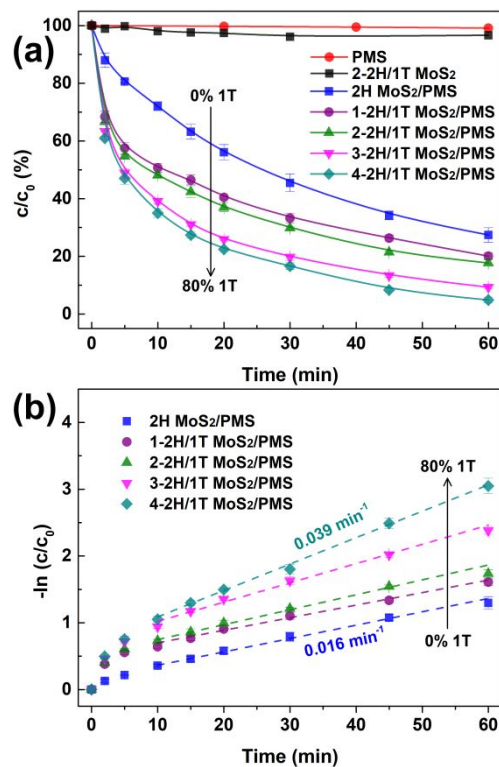 (a)
100
80
60
40
20
0
c/c₀ (%)
PMS
2-2H/1T MoS₂
2H MoS₂/PMS
1-2H/1T MoS₂/PMS
2-2H/1T MoS₂/PMS
3-2H/1T MoS₂/PMS
4-2H/1T MoS₂/PMS
0% 1T
80% 1T
0 10 20 30 40 50 60
Time (min)
(b)
4
3
2
1
0
-ln (c/c₀)
2H MoS₂/PMS
1-2H/1T MoS₂/PMS
2-2H/1T MoS₂/PMS
3-2H/1T MoS₂/PMS
4-2H/1T MoS₂/PMS
80% 1T
0.039 min⁻¹
0.016 min⁻¹
0% 1T
0 10 20 30 40 50 60
Time (min)